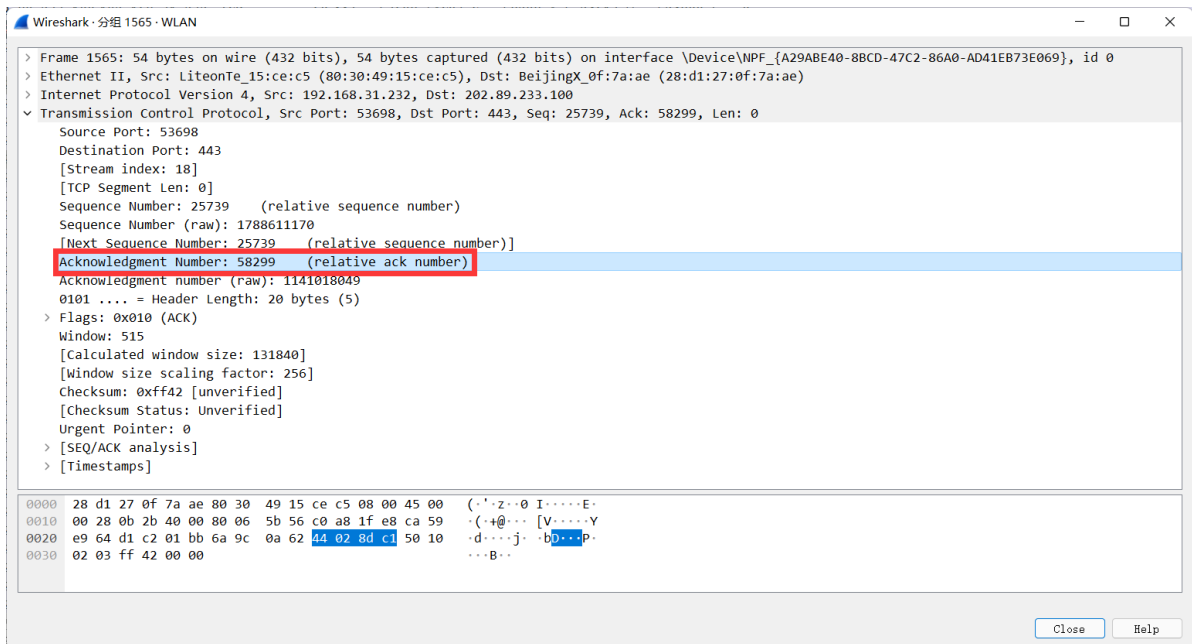 Wireshark · 分组 1565 · WLAN
> Frame 1565: 54 bytes on wire (432 bits), 54 bytes captured (432 bits) on interface \Device\NPF_{A29ABE40-8BCD-47C2-86A0-AD41EB73E069}, id 0
> Ethernet II, Src: LiteonTe_15:ce:c5 (80:30:49:15:ce:c5), Dst: BeijingX_0f:7a:ae (28:d1:27:0f:7a:ae)
> Internet Protocol Version 4, Src: 192.168.31.232, Dst: 202.89.233.100
Transmission Control Protocol, Src Port: 53698, Dst Port: 443, Seq: 25739, Ack: 58299, Len: 0
Source Port: 53698
Destination Port: 443
[Stream index: 18]
[TCP Segment Len: 0]
Sequence Number: 25739    (relative sequence number)
Sequence Number (raw): 1788611170
[Next Sequence Number: 25739    (relative sequence number)]
Acknowledgment Number: 58299    (relative ack number)
Acknowledgment number (raw): 1141018049
0101 .... = Header Length: 20 bytes (5)
> Flags: 0x010 (ACK)
Window: 515
[Calculated window size: 131840]
[Window size scaling factor: 256]
Checksum: 0xff42 [unverified]
[Checksum Status: Unverified]
Urgent Pointer: 0
> [SEQ/ACK analysis]
> [Timestamps]
0000  28 d1 27 0f 7a ae 80 30  49 15 ce c5 08 00 45 00  (·'·z··0 I·····E·
0010  00 28 0b 2b 40 00 80 06  5b 56 c0 a8 1f e8 ca 59  ·(·+@··· [V·····Y
0020  e9 64 d1 c2 01 bb 6a 9c  0a 62 44 02 8d c1 50 10  ·d····j· ·bD···P·
0030  02 03 ff 42 00 00  ···B··
Close Help